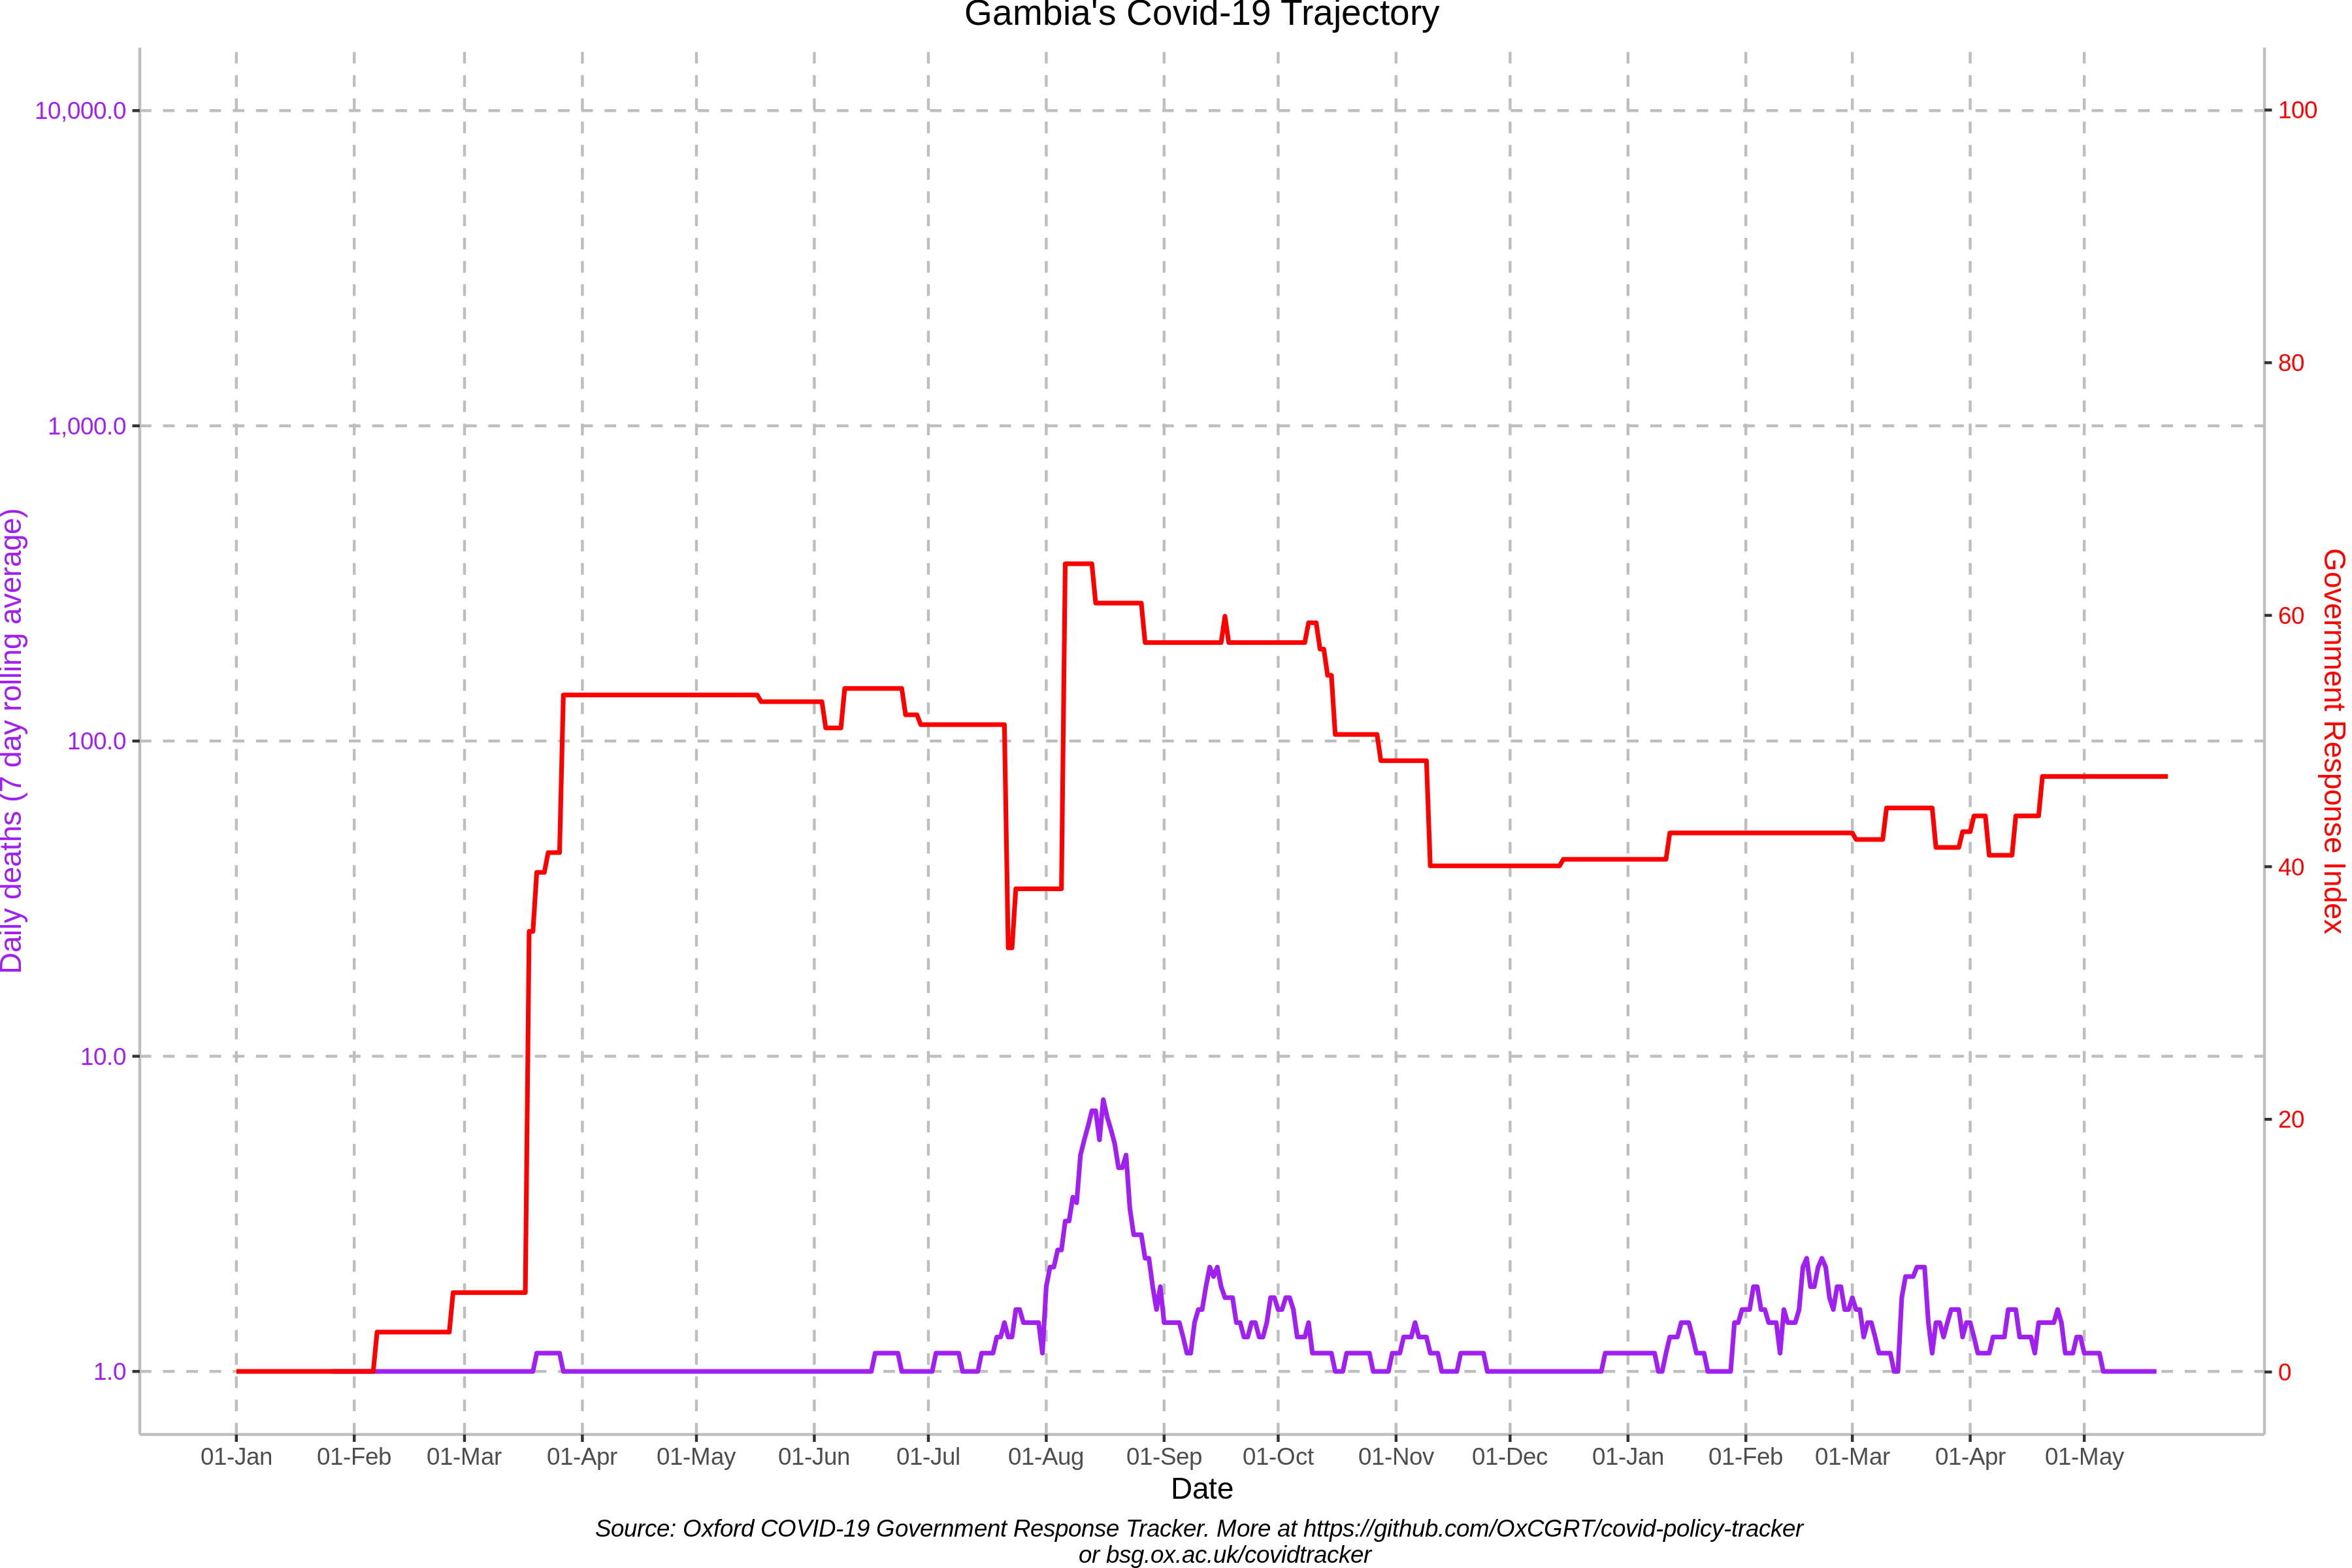 Gambia's Covid-19 Trajectory
10,000.0
1,000.0
100.0
10.0
1.0
Daily deaths (7 day rolling average)
100
80
60
40
20
0
Government Response Index
01-Jan 01-Feb 01-Mar 01-Apr 01-May 01-Jun 01-Jul 01-Aug 01-Sep 01-Oct 01-Nov 01-Dec 01-Jan 01-Feb 01-Mar 01-Apr 01-May
Date
Source: Oxford COVID-19 Government Response Tracker. More at https://github.com/OxCGRT/covid-policy-tracker
or bsg.ox.ac.uk/covidtracker